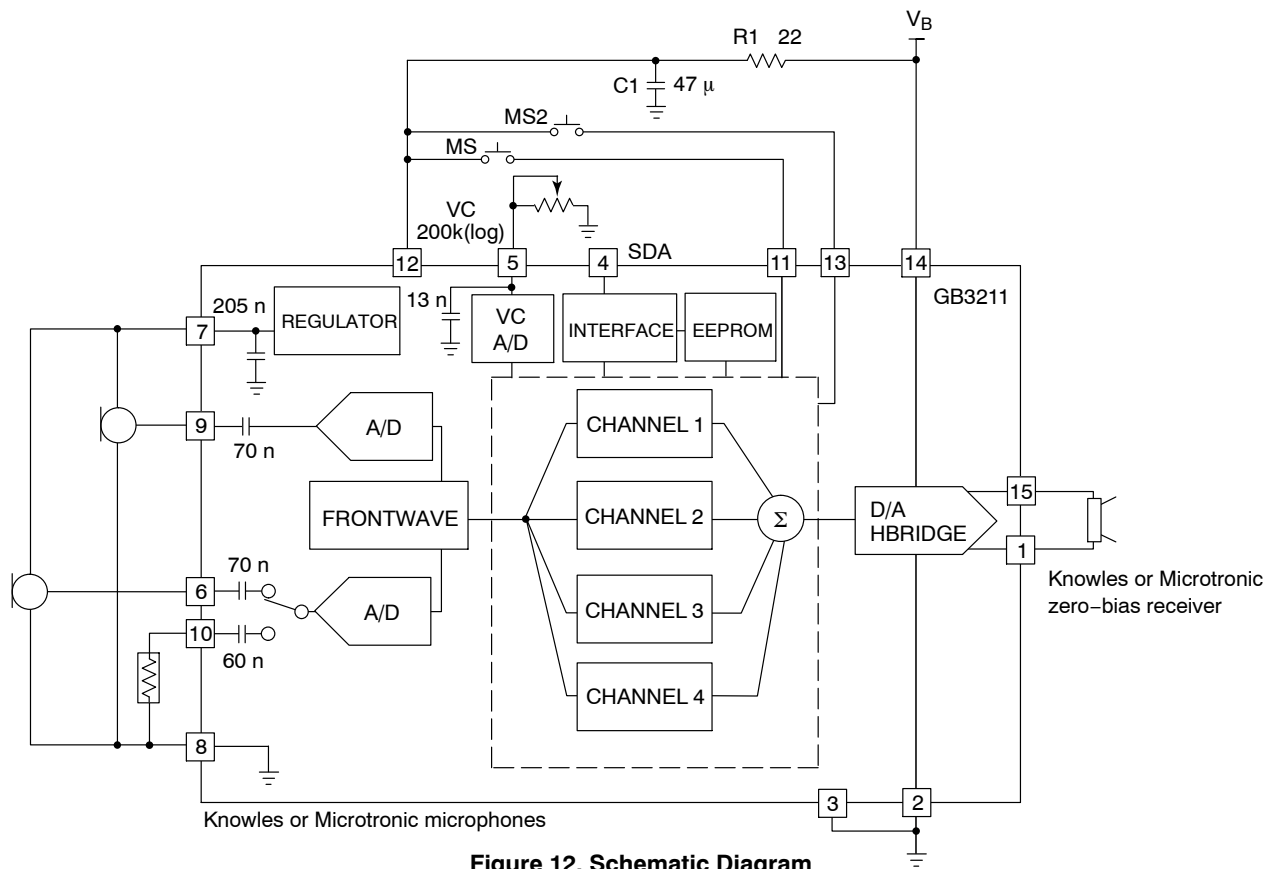 V_B
R1 22
C1 47 μ
MS2
MS
VC
200k(log)
SDA
12
5
4
11
13
14
GB3211
205 n
13 n
7
REGULATOR
VC
A/D
INTERFACE
EEPROM
9
70 n
A/D
CHANNEL 1
FRONTWAVE
CHANNEL 2
Σ
D/A
HBRIDGE
15
1
70 n
6
A/D
10
60 n
CHANNEL 3
Knowles or Microtronic
zero−bias receiver
CHANNEL 4
8
3
2
Knowles or Microtronic microphones
Figure 12. Schematic Diagram